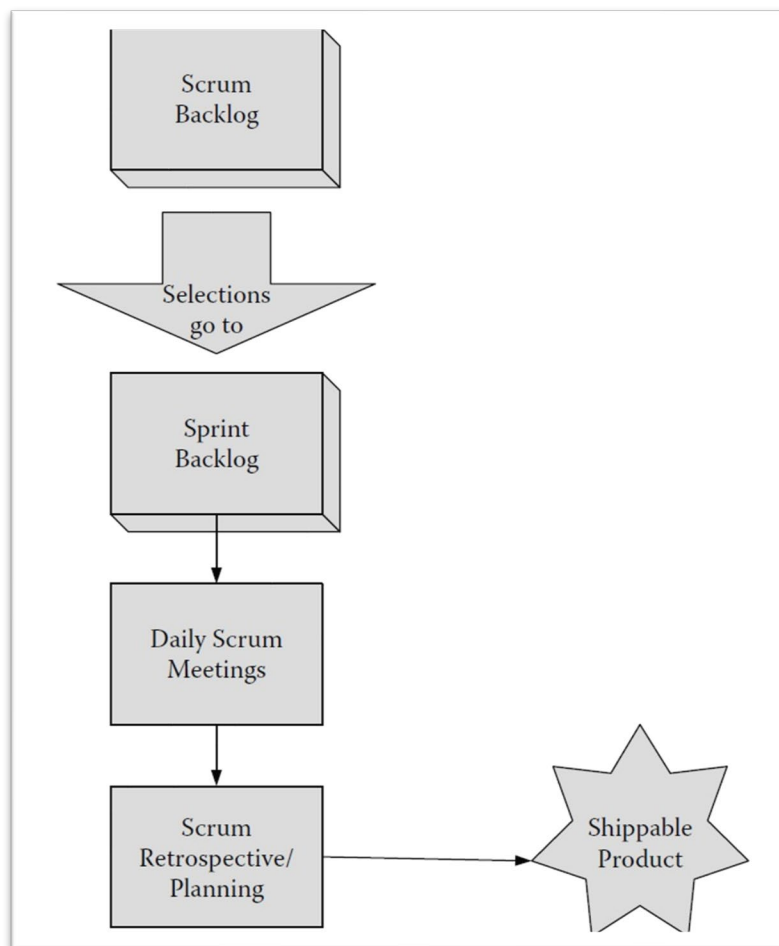 Scrum
Backlog
Selections
go to
Sprint
Backlog
Daily Scrum
Meetings
Scrum
Retrospective/
Planning
Shippable
Product